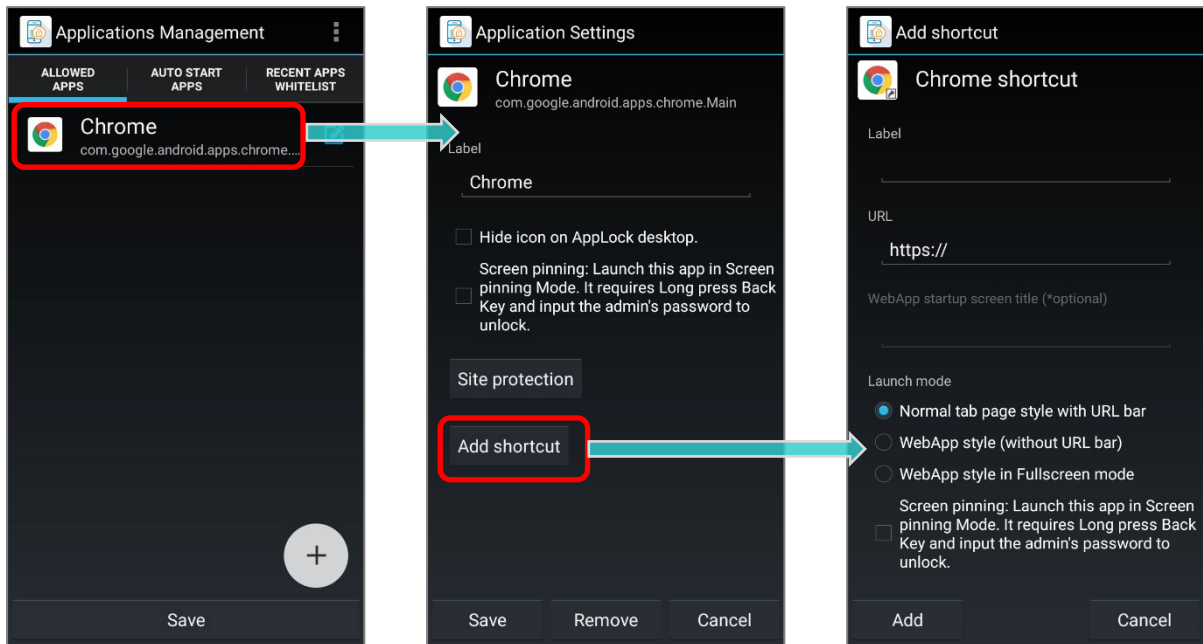 Applications Management
ALLOWED
APPS
AUTO START
APPS
RECENT APPS
WHITELIST
Chrome
com.google.android.apps.chrome....
Save
Application Settings
Chrome
com.google.android.apps.chrome.Main
Label
Chrome
Hide icon on AppLock desktop.
Screen pinning: Launch this app in Screen
pinning Mode. It requires Long press Back
Key and input the admin's password to
unlock.
Site protection
Add shortcut
Save Remove Cancel
Add shortcut
Chrome shortcut
Label
URL
https://
WebApp startup screen title (*optional)
Launch mode
Normal tab page style with URL bar
WebApp style (without URL bar)
WebApp style in Fullscreen mode
Screen pinning: Launch this app in Screen
pinning Mode. It requires Long press Back
Key and input the admin's password to
unlock.
Add Cancel